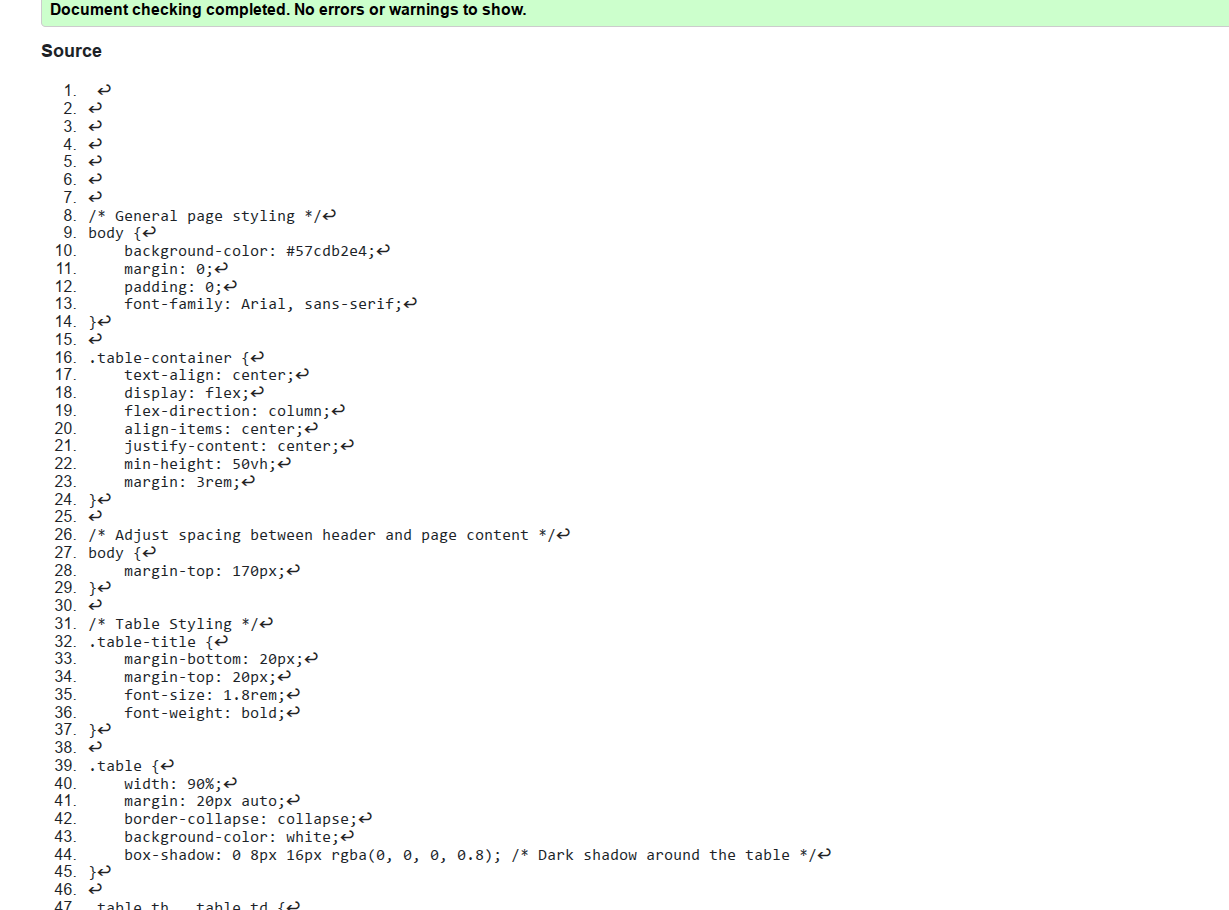 Document checking completed. No errors or warnings to show.
Source
1. ↩
2. ↩
3. ↩
4. ↩
5. ↩
6. ↩
7. ↩
8. /* General page styling */↩
9. body {↩
10. background-color: #57cdb2e4;↩
11. margin: 0;↩
12. padding: 0;↩
13. font-family: Arial, sans-serif;↩
14. }↩
15. ↩
16. .table-container {↩
17. text-align: center;↩
18. display: flex;↩
19. flex-direction: column;↩
20. align-items: center;↩
21. justify-content: center;↩
22. min-height: 50vh;↩
23. margin: 3rem;↩
24. }↩
25. ↩
26. /* Adjust spacing between header and page content */↩
27. body {↩
28. margin-top: 170px;↩
29. }↩
30. ↩
31. /* Table Styling */↩
32. .table-title {↩
33. margin-bottom: 20px;↩
34. margin-top: 20px;↩
35. font-size: 1.8rem;↩
36. font-weight: bold;↩
37. }↩
38. ↩
39. .table {↩
40. width: 90%;↩
41. margin: 20px auto;↩
42. border-collapse: collapse;↩
43. background-color: white;↩
44. box-shadow: 0 8px 16px rgba(0, 0, 0, 0.8); /* Dark shadow around the table */↩
45. }↩
46. ↩
47. .table th, .table td {↩